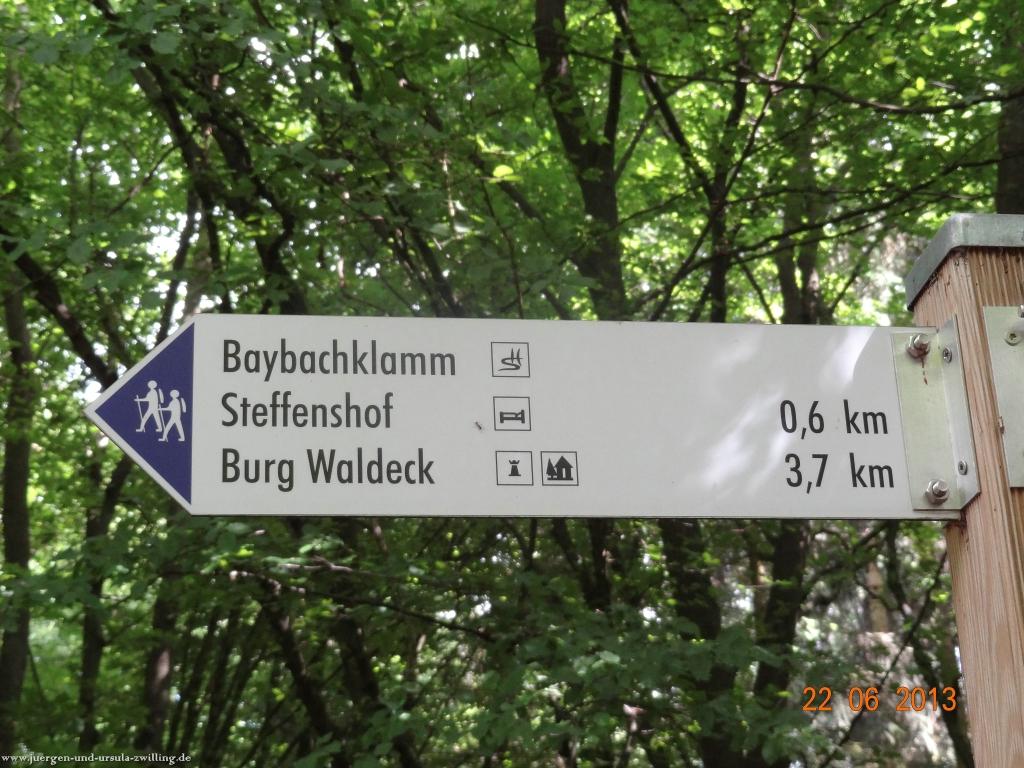 Baybachklamm
Steffenshof 0,6 km
Burg Waldeck 3,7 km
22 06 2013
www.juergen-und-ursula-zwilling.de